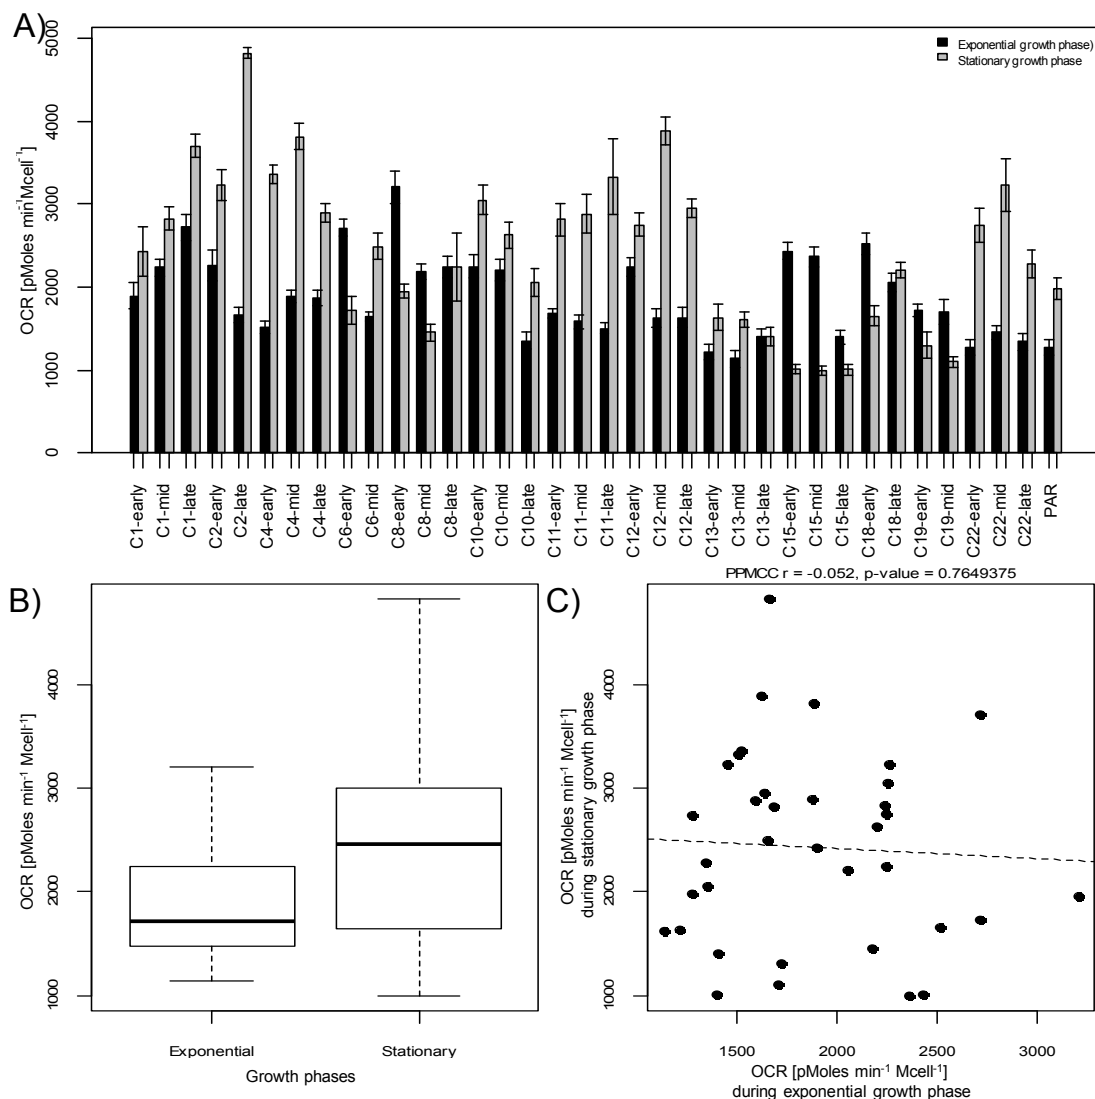 A)
Exponential growth phase)
Stationary growth phase
OCR [pMoles min⁻¹Mcell⁻¹]
5000
4000
3000
2000
1000
0
C1-early
C1-mid
C1-late
C2-early
C2-late
C4-early
C4-mid
C4-late
C6-early
C6-mid
C8-early
C8-mid
C8-late
C10-early
C10-mid
C10-late
C11-early
C11-mid
C11-late
C12-early
C12-mid
C12-late
C13-early
C13-mid
C13-late
C15-early
C15-mid
C15-late
C18-early
C18-late
C19-early
C19-mid
C22-early
C22-mid
C22-late
PAR
B)
OCR [pMoles min⁻¹ Mcell⁻¹]
4000
3000
2000
1000
Exponential
Stationary
Growth phases
C)
PPMCC r = -0.052, p-value = 0.7649375
OCR [pMoles min⁻¹ Mcell⁻¹]
during stationary growth phase
4000
3000
2000
1000
1500
2000
2500
3000
OCR [pMoles min⁻¹ Mcell⁻¹]
during exponential growth phase